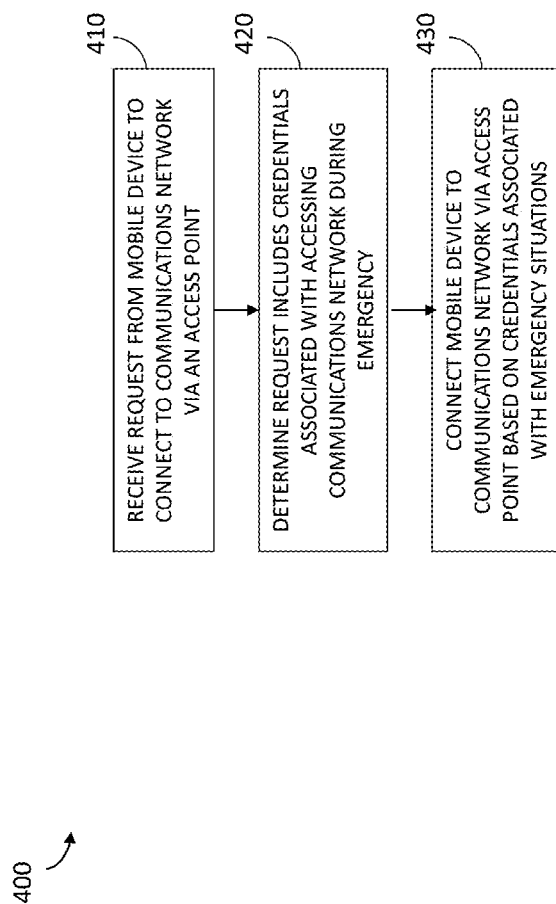 400
410
RECEIVE REQUEST FROM MOBILE DEVICE TO
CONNECT TO COMMUNICATIONS NETWORK
VIA AN ACCESS POINT
420
DETERMINE REQUEST INCLUDES CREDENTIALS
ASSOCIATED WITH ACCESSING
COMMUNICATIONS NETWORK DURING
EMERGENCY
430
CONNECT MOBILE DEVICE TO
COMMUNICATIONS NETWORK VIA ACCESS
POINT BASED ON CREDENTIALS ASSOCIATED
WITH EMERGENCY SITUATIONS